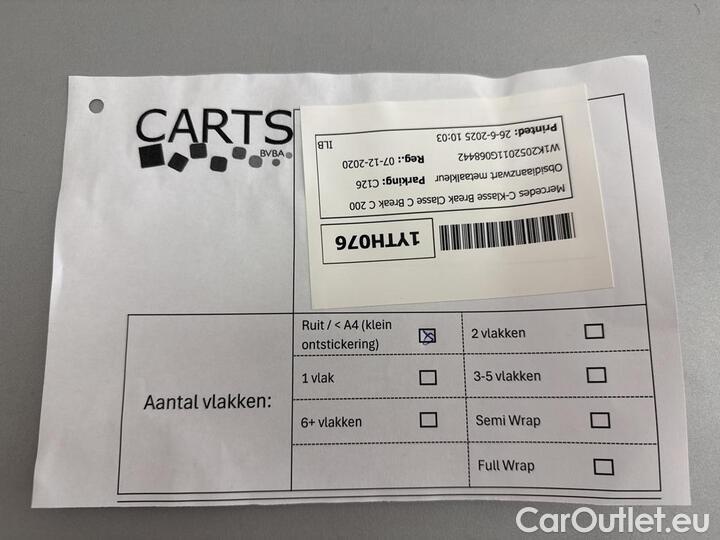 CARTS
BVBA
Mercedes C-Klasse Break Classe C Break C 200
Obsidiaanzwart metaalkleur Parking: C126
W1K2052011G068442 Reg.: 07-12-2020
Printed: 26-6-2025 10:03 ILB
1YTH076
Aantal vlakken:
Ruit / < A4 (klein
ontstickering)
2 vlakken
1 vlak
3-5 vlakken
6+ vlakken
Semi Wrap
Full Wrap
CarOutlet.eu